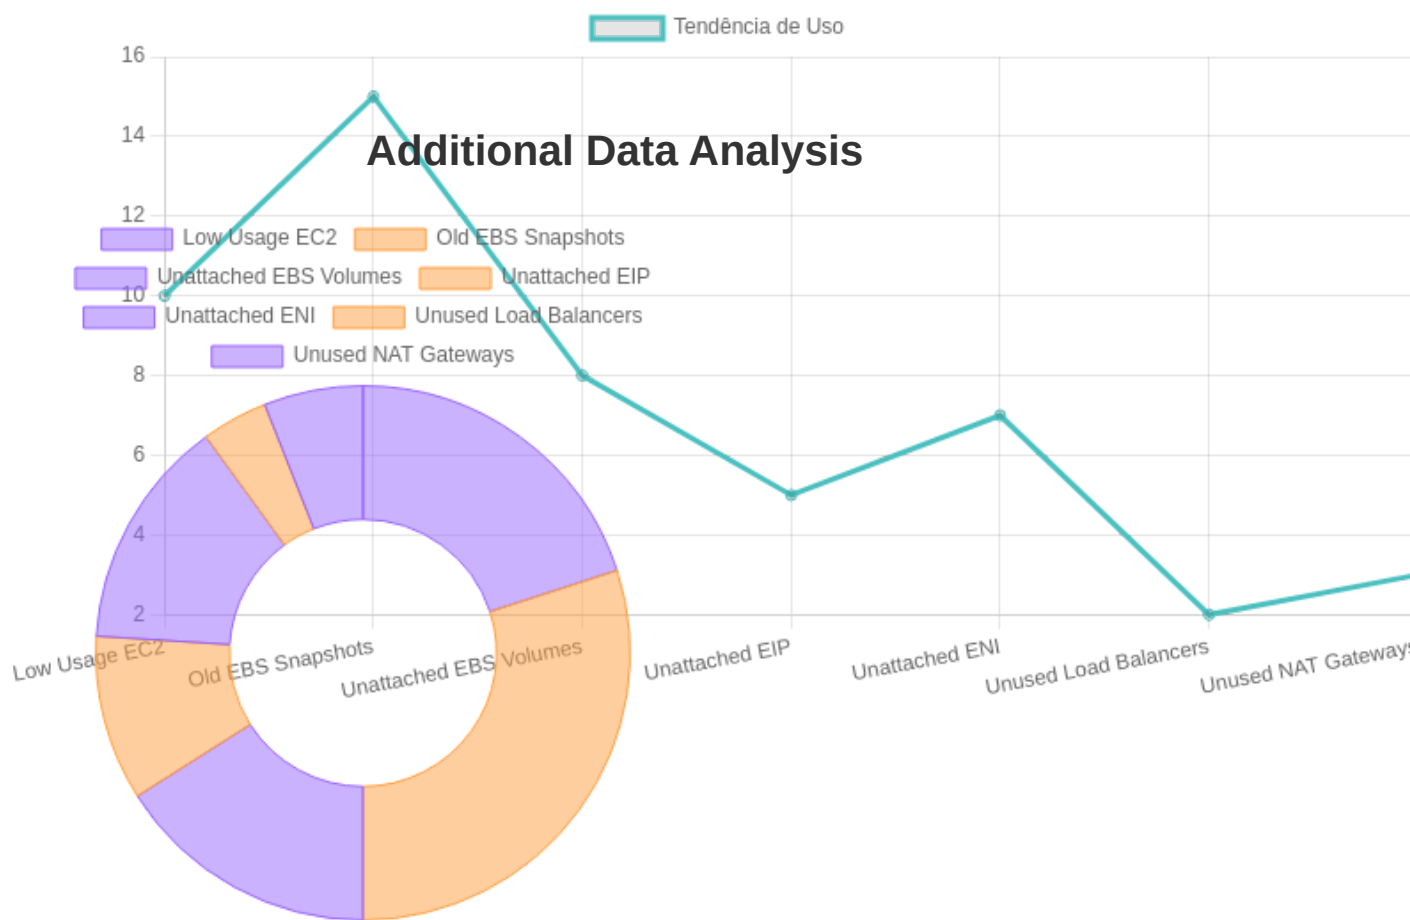 Tendência de Uso
16
14
Additional Data Analysis
12
Low Usage EC2 Old EBS Snapshots
Unattached EBS Volumes Unattached EIP
10
Unattached ENI Unused Load Balancers
Unused NAT Gateways
8
6
4
2
Low Usage EC2 Old EBS Snapshots Unattached EBS Volumes Unattached EIP Unattached ENI Unused Load Balancers Unused NAT Gateways